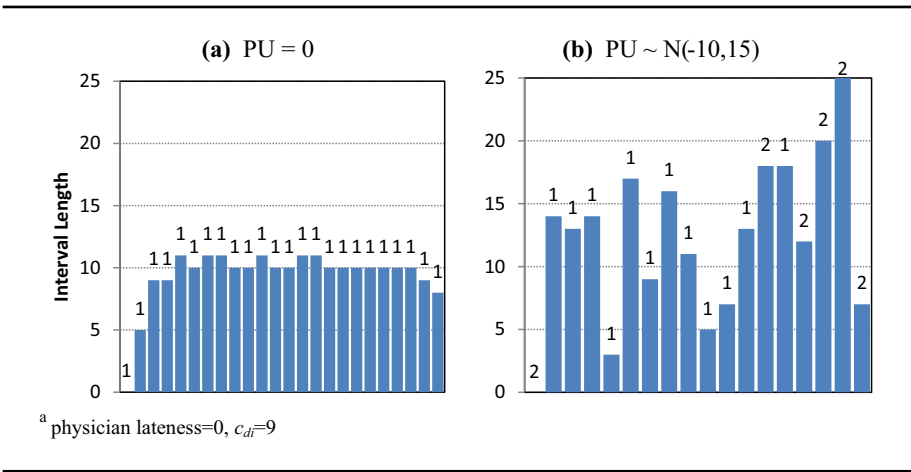 (a) PU = 0
Interval Length
25
20
15
10
5
0
1 1 1 1 1 1 1 1 1 1 1 1 1 1 1 1 1 1 1 1 1 1 1 1
(b) PU ~ N(-10,15)
25
20
15
10
5
0
2 1 1 1 1 1 1 1 1 1 1 1 2 1 2 2 2 2
a physician lateness=0, cdi=9